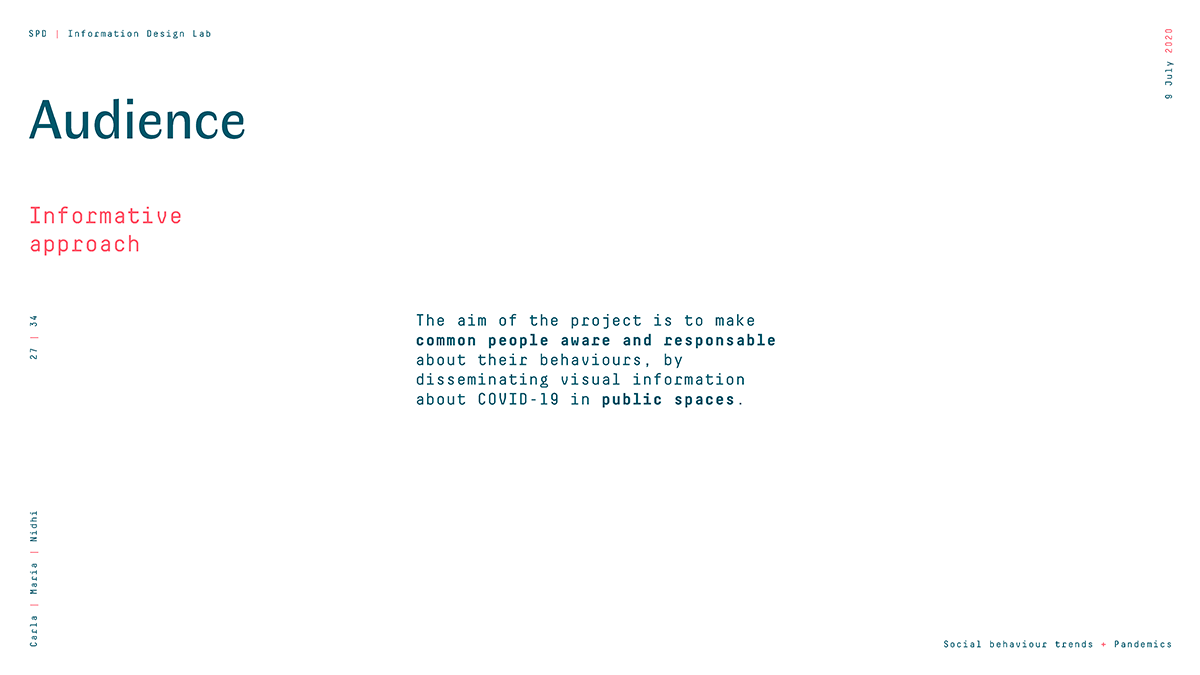 SPD | Information Design Lab
9 July 2020
Audience
Informative
approach
27 | 34
The aim of the project is to make
common people aware and responsable
about their behaviours, by
disseminating visual information
about COVID-19 in public spaces.
Carla | Maria | Nidhi
Social behaviour trends + Pandemics